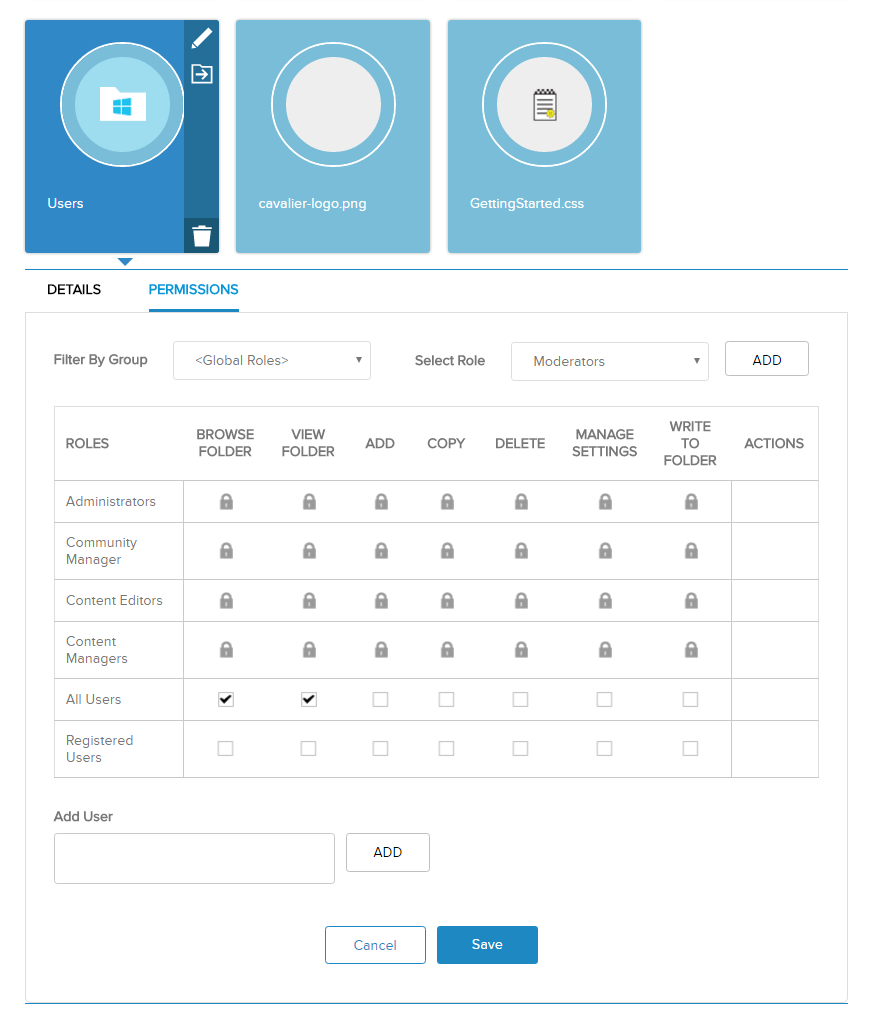 Users
cavalier-logo.png
GettingStarted.css
DETAILS
PERMISSIONS
Filter By Group
<Global Roles>
Select Role
Moderators
ADD
ROLES
BROWSE
FOLDER
VIEW
FOLDER
ADD
COPY
DELETE
MANAGE
SETTINGS
WRITE
TO
FOLDER
ACTIONS
Administrators
Community
Manager
Content Editors
Content
Managers
All Users
Registered
Users
Add User
ADD
Cancel
Save